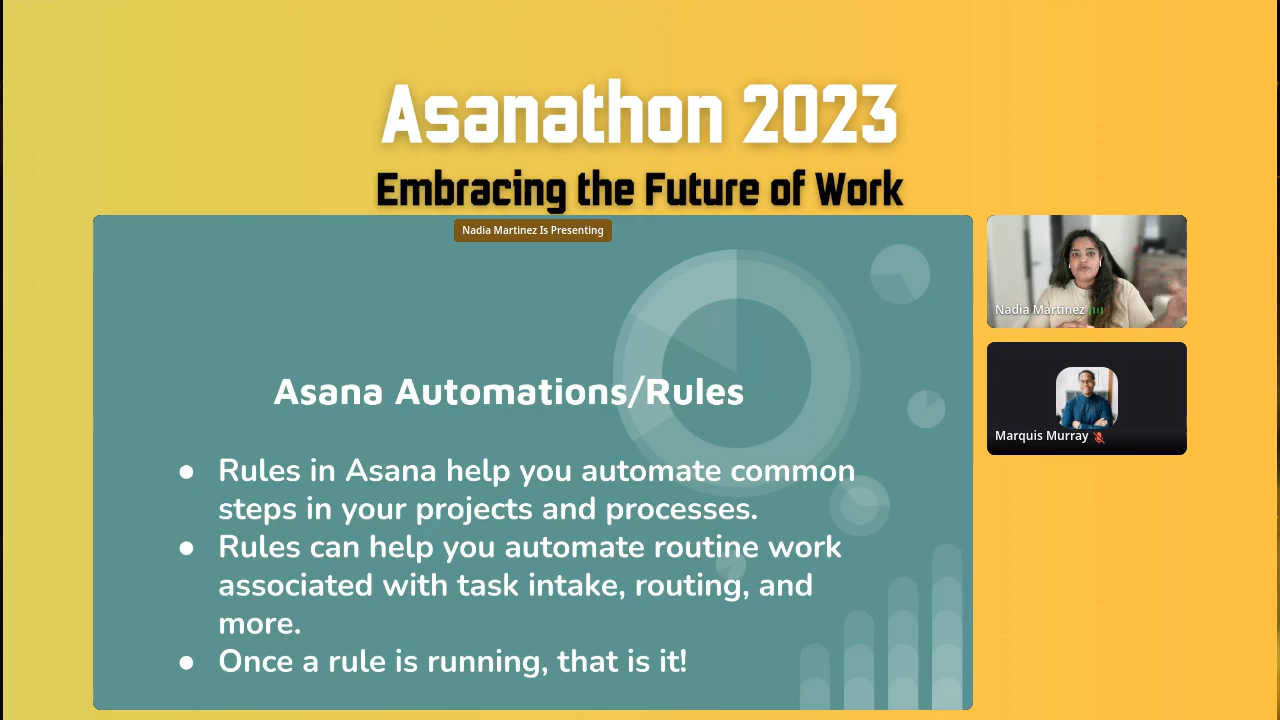 Asanathon 2023
Embracing the Future of Work
Nadia Martinez Is Presenting
Asana Automations/Rules
● Rules in Asana help you automate common
steps in your projects and processes.
● Rules can help you automate routine work
associated with task intake, routing, and
more.
● Once a rule is running, that is it!
Nadia Martinez
Marquis Murray